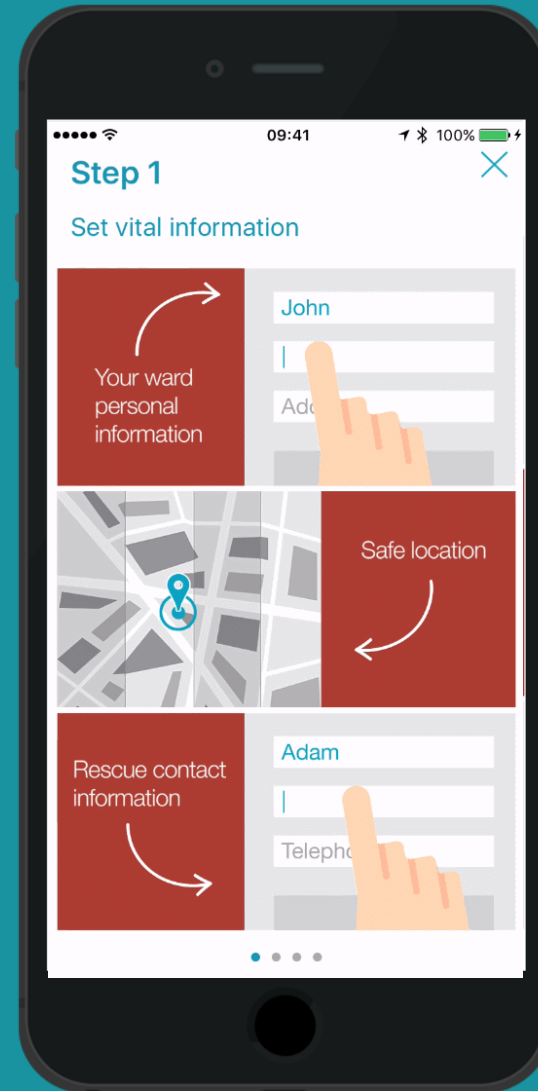 09:41
100%
Step 1
Set vital information
Your ward
personal
information
John
Safe location
Rescue contact
information
Adam